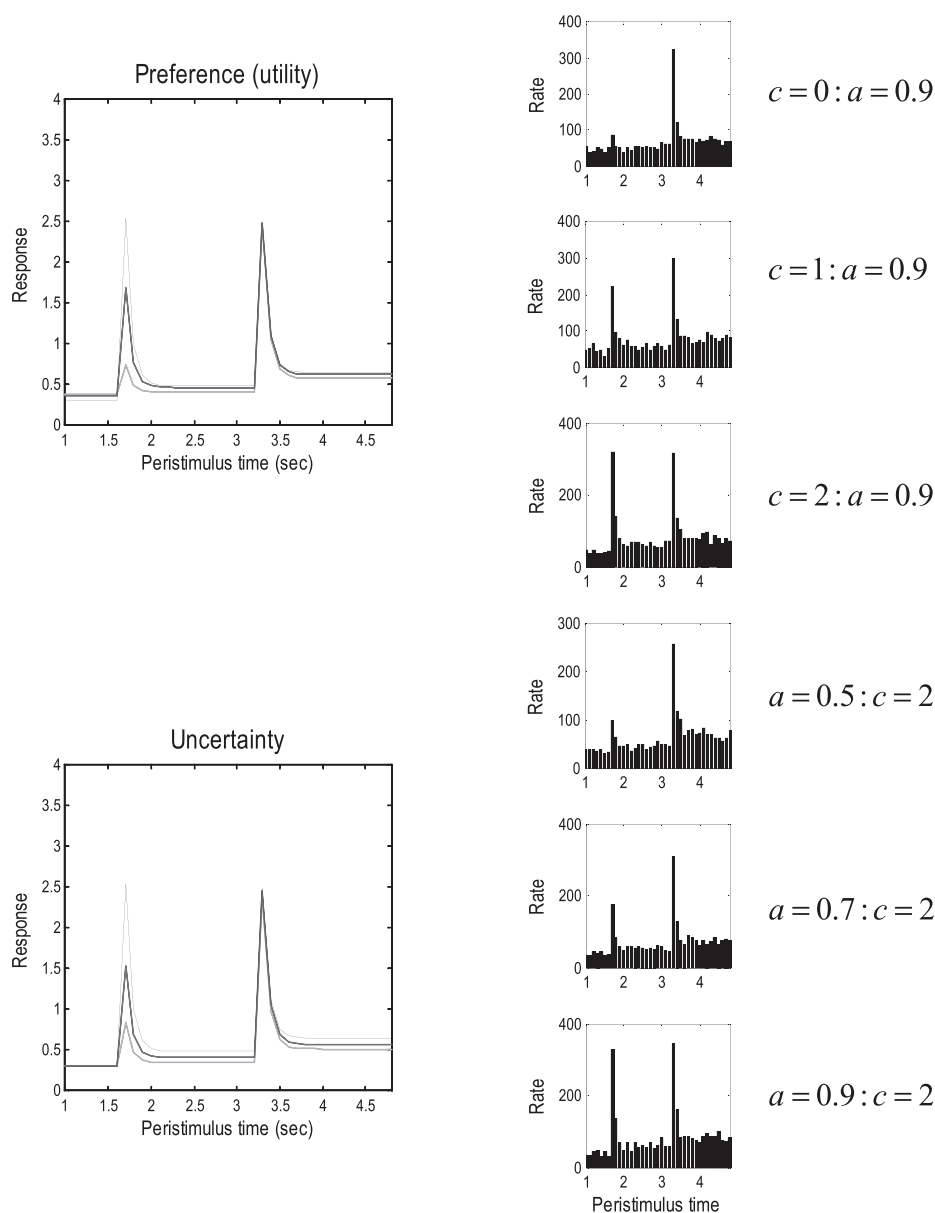 Preference (utility)
4
3.5
3
2.5
2
1.5
1
0.5
0
Response
1 1.5 2 2.5 3 3.5 4 4.5
Peristimulus time (sec)
Uncertainty
4
3.5
3
2.5
2
1.5
1
0.5
0
Response
1 1.5 2 2.5 3 3.5 4 4.5
Peristimulus time (sec)
400
300
200
100
0
Rate
1 2 3 4
c = 0 : a = 0.9
400
300
200
100
0
Rate
1 2 3 4
c = 1 : a = 0.9
400
200
0
Rate
1 2 3 4
c = 2 : a = 0.9
300
200
100
0
Rate
1 2 3 4
a = 0.5 : c = 2
400
200
0
Rate
1 2 3 4
a = 0.7 : c = 2
400
200
0
Rate
1 2 3 4
Peristimulus time
a = 0.9 : c = 2